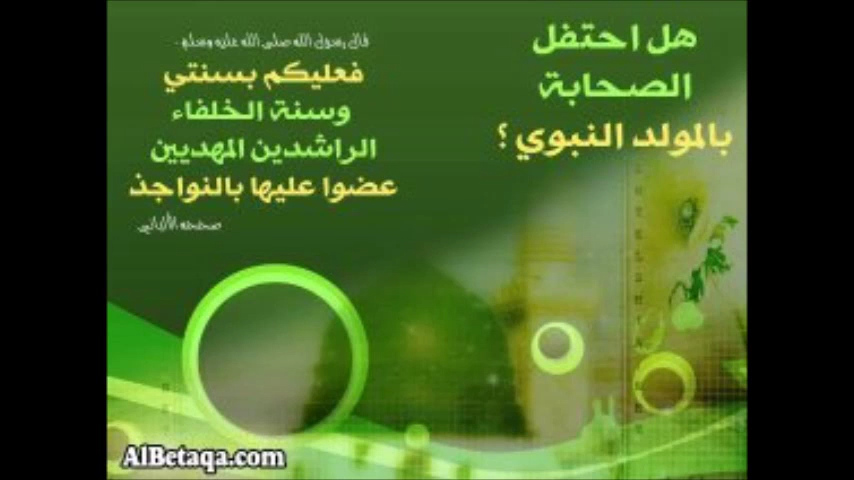 هل احتفل
الصحابة
بالمولد النبوي ؟
قال رسول الله صلى الله عليه وسلم -
فعليكم بسنتي
وسنة الخلفاء
الراشدين المهديين
عضوا عليها بالنواجذ
صححه الألباني
AlBetaqa.com